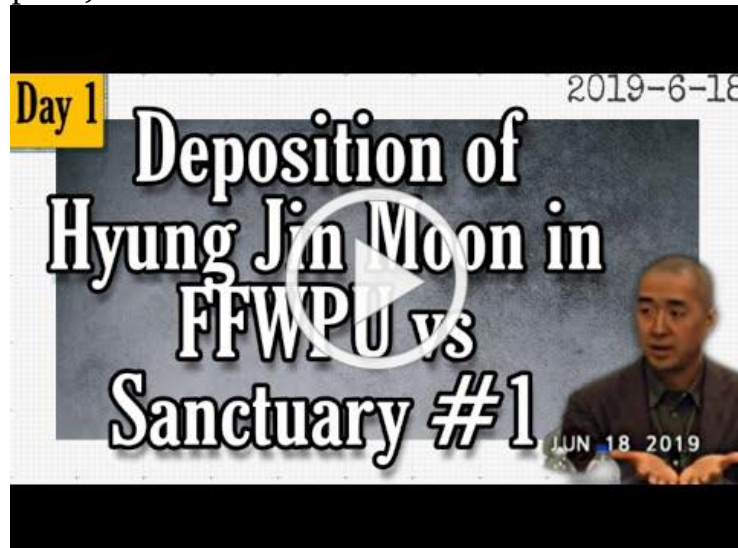 2019-6-18
Day 1
Deposition of
Hyung Jin Moon in
FFWPU vs
Sanctuary #1
JUN 18 2019